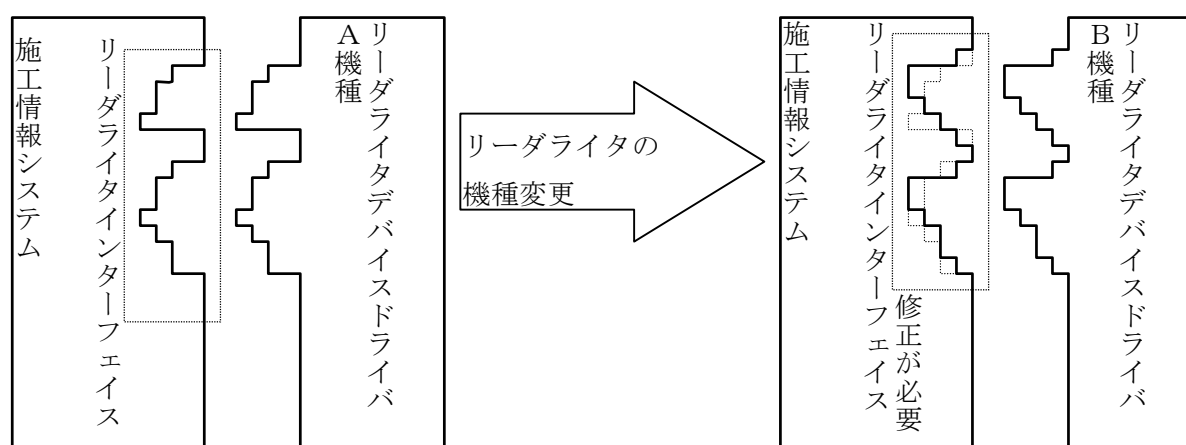 施工情報システム
リーダライタインターフェイス
A機種
リーダライタデバイスドライバ
リーダライタの
機種変更
施工情報システム
リーダライタインターフェイス
修正が必要
B機種
リーダライタデバイスドライバ